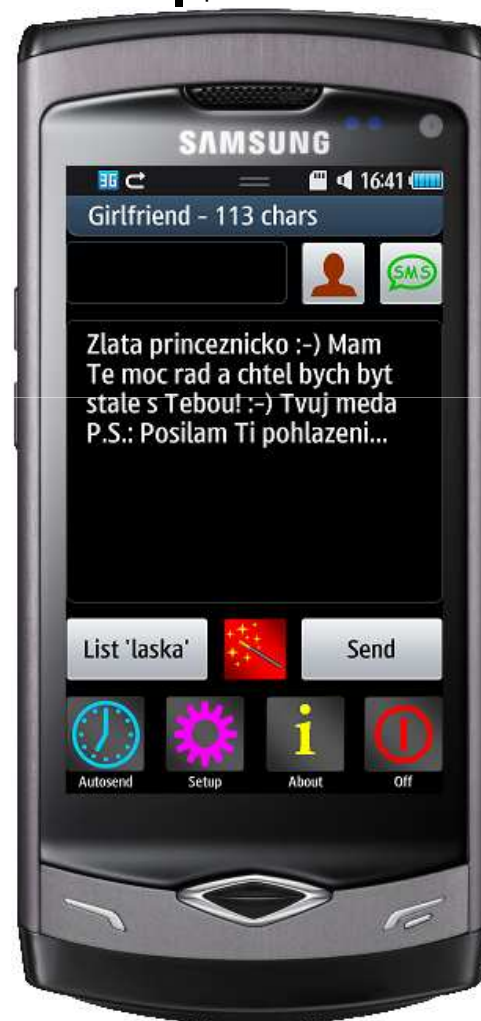 SAMSUNG
3G 16:41
Girlfriend - 113 chars
SMS
Zlata princeznicko :-) Mam
Te moc rad a chtel bych byt
stale s Tebou! :-) Tvuj meda
P.S.: Posilam Ti pohlazeni...
List 'laska' Send
Autosend Setup About Off